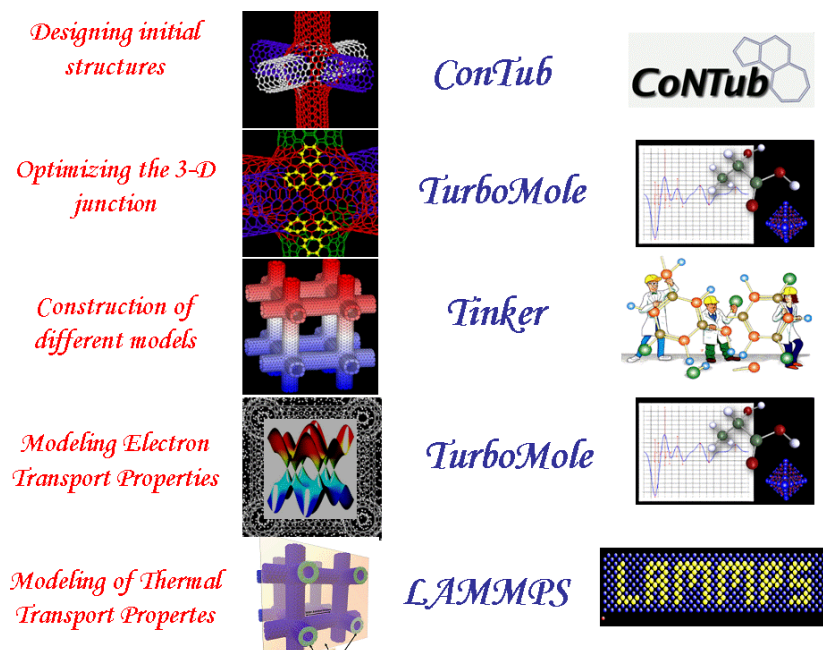 Designing initial
structures
ConTub
CoNTub
Optimizing the 3-D
junction
TurboMole
Construction of
different models
Tinker
Modeling Electron
Transport Properties
TurboMole
Modeling of Thermal
Transport Propertes
LAMMPS
LAMMPS